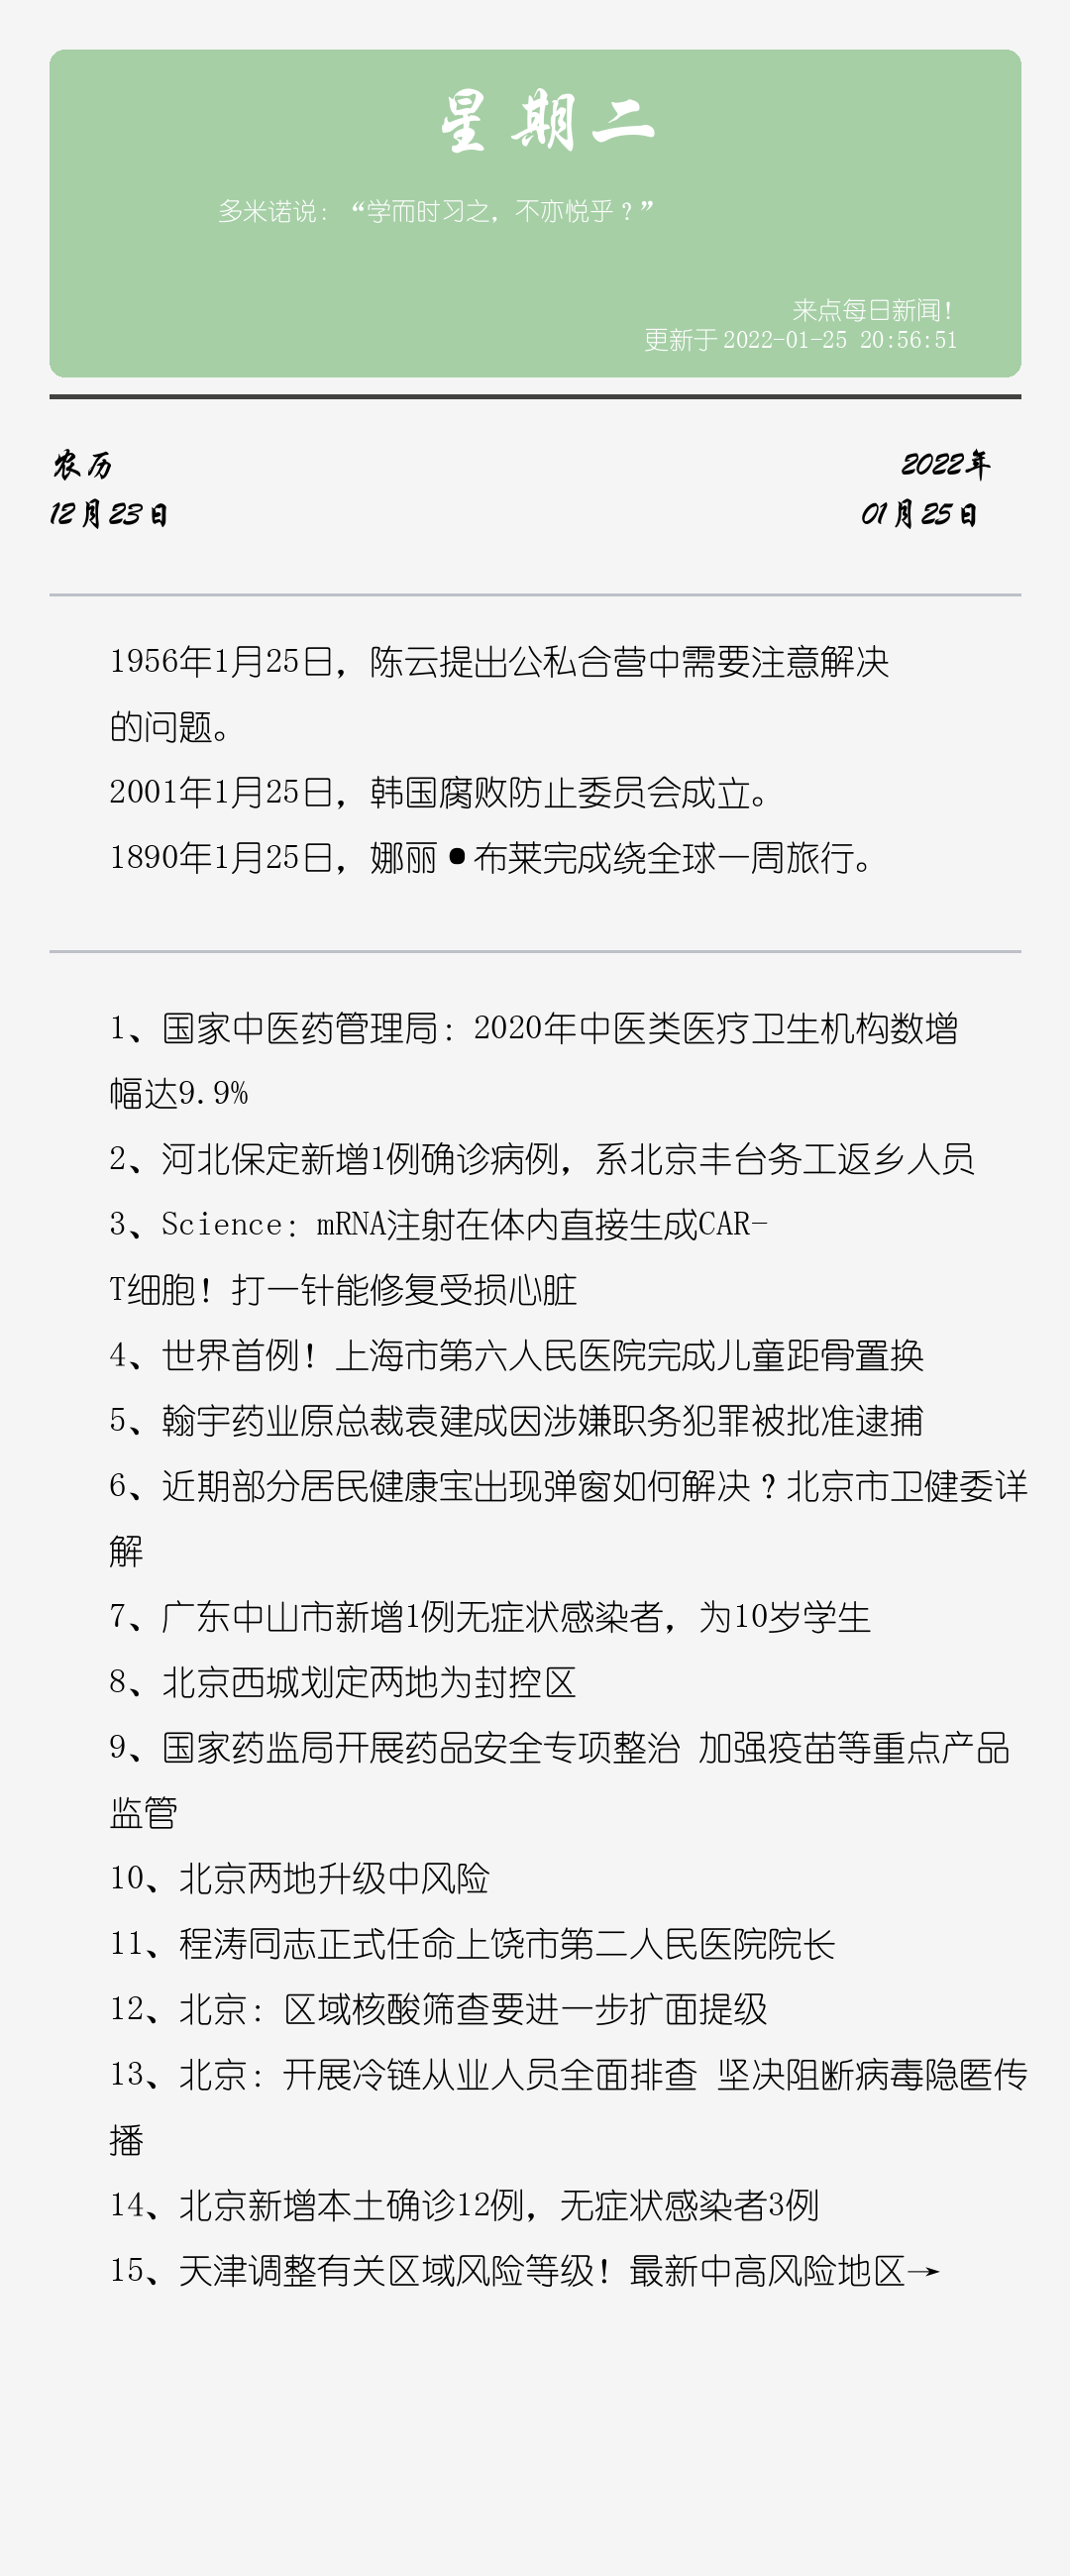 星期二
多米诺说：“学而时习之，不亦悦乎？”
来点每日新闻！
更新于2022-01-25 20:56:51
农历
2022年
12月23日
01月25日
1956年1月25日，陈云提出公私合营中需要注意解决
的问题。
2001年1月25日，韩国腐败防止委员会成立。
1890年1月25日，娜丽•布莱完成绕全球一周旅行。
1、国家中医药管理局：2020年中医类医疗卫生机构数增
幅达9.9%
2、河北保定新增1例确诊病例，系北京丰台务工返乡人员
3、Science：mRNA注射在体内直接生成CAR-
T细胞！打一针能修复受损心脏
4、世界首例！上海市第六人民医院完成儿童距骨置换
5、翰宇药业原总裁袁建成因涉嫌职务犯罪被批准逮捕
6、近期部分居民健康宝出现弹窗如何解决？北京市卫健委详
解
7、广东中山市新增1例无症状感染者，为10岁学生
8、北京西城划定两地为封控区
9、国家药监局开展药品安全专项整治 加强疫苗等重点产品
监管
10、北京两地升级中风险
11、程涛同志正式任命上饶市第二人民医院院长
12、北京：区域核酸筛查要进一步扩面提级
13、北京：开展冷链从业人员全面排查 坚决阻断病毒隐匿传
播
14、北京新增本土确诊12例，无症状感染者3例
15、天津调整有关区域风险等级！最新中高风险地区→